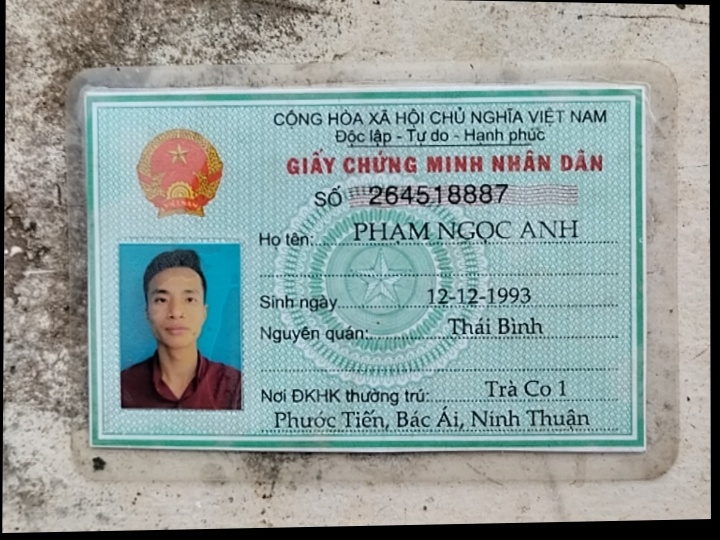 CỘNG HÒA XÃ HỘI CHỦ NGHĨA VIỆT NAM
Độc lập - Tự do - Hạnh phúc
GIẤY CHỨNG MINH NHÂN DÂN
SỐ 264518887
VIETNAM
Họ tên: PHẠM NGỌC ANH
Sinh ngày 12-12-1993
Nguyên quán: Thái Bình
Nơi ĐKHK thường trú: Trà Co 1
Phước Tiến, Bác Ái, Ninh Thuận